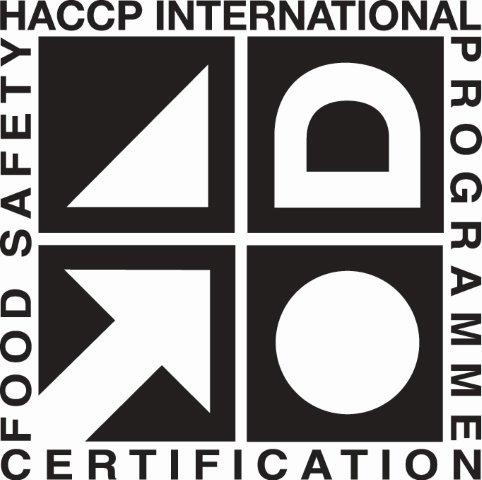 HACCP INTERNATIONAL
FOOD SAFETY
PROGRAMME
CERTIFICATION